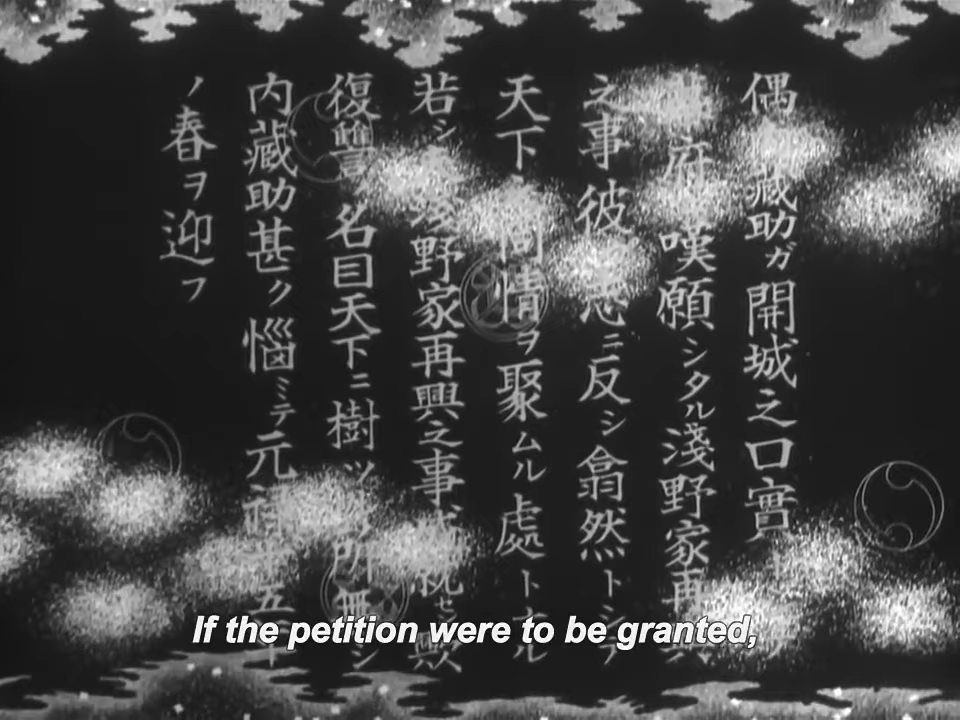 偶 藏助ガ開城之口實
府 嘆願シタル淺野家再
之事彼 志ニ反シ翕然トシテ
天下 同情ヲ聚ムル處トナル
若シ 淺野家再興之事 セ
復讐 名目天下ニ樹 所無
内藏助甚ク惱ミテ元祿 五
ノ春ヲ迎フ
If the petition were to be granted,